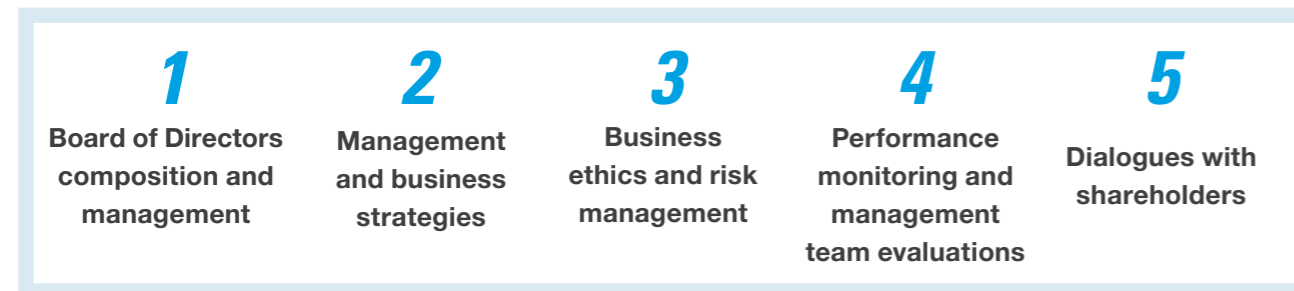 1
Board of Directors
composition and
management
2
Management
and business
strategies
3
Business
ethics and risk
management
4
Performance
monitoring and
management
team evaluations
5
Dialogues with
shareholders